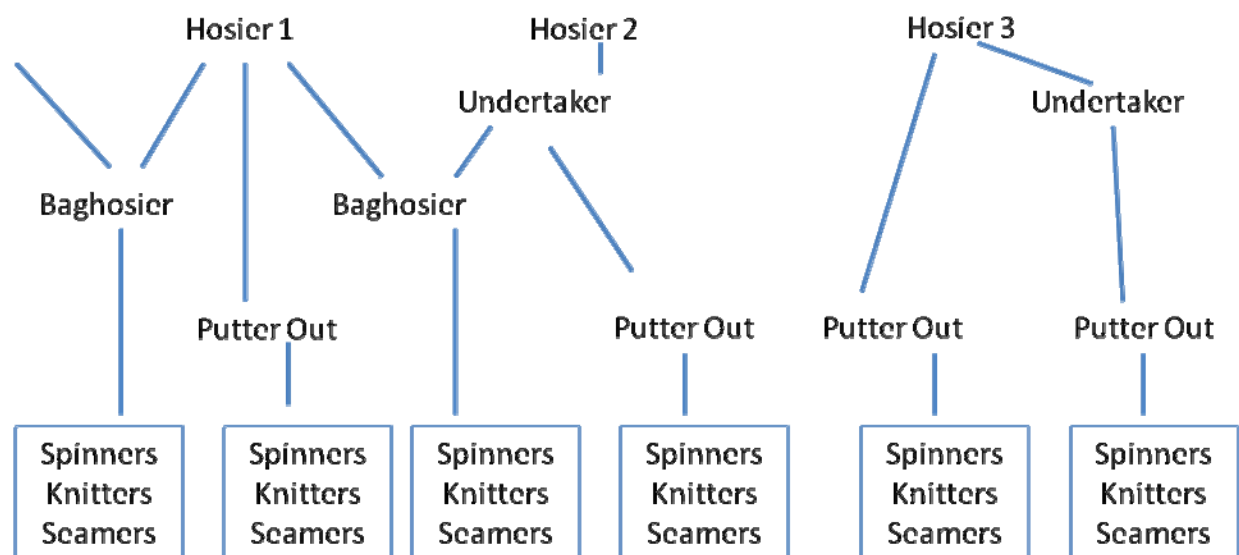 Hosier 1
Hosier 2
Hosier 3
Undertaker
Undertaker
Baghosier
Baghosier
Putter Out
Putter Out
Putter Out
Putter Out
Spinners
Knitters
Seamers
Spinners
Knitters
Seamers
Spinners
Knitters
Seamers
Spinners
Knitters
Seamers
Spinners
Knitters
Seamers
Spinners
Knitters
Seamers